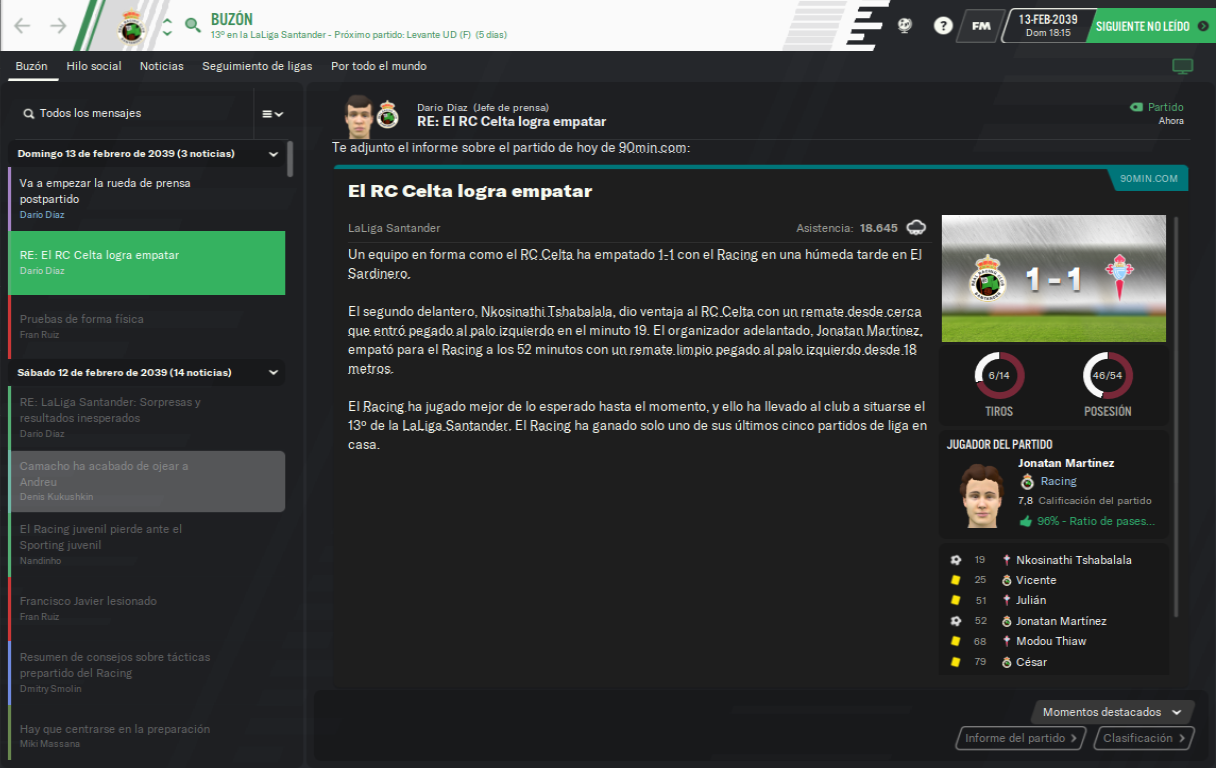 BUZÓN
13º en la LaLiga Santander - Próximo partido: Levante UD (F) (5 días)
?
FM
13-FEB-2039
Dom 18:15
SIGUIENTE NO LEÍDO
Buzón
Hilo social
Noticias
Seguimiento de ligas
Por todo el mundo
Todos los mensajes
Domingo 13 de febrero de 2039 (3 noticias)
Va a empezar la rueda de prensa
postpartido
Darío Díaz
RE: El RC Celta logra empatar
Darío Díaz
Pruebas de forma física
Fran Ruiz
Sábado 12 de febrero de 2039 (14 noticias)
RE: LaLiga Santander: Sorpresas y
resultados inesperados
Darío Díaz
Camacho ha acabado de ojear a
Andreu
Denis Kukushkin
El Racing juvenil pierde ante el
Sporting juvenil
Nandinho
Francisco Javier lesionado
Fran Ruiz
Resumen de consejos sobre tácticas
prepartido del Racing
Dmitry Smolin
Hay que centrarse en la preparación
Miki Massana
Darío Díaz (Jefe de prensa)
RE: El RC Celta logra empatar
Partido
Ahora
Te adjunto el informe sobre el partido de hoy de 90min.com:
90MIN.COM
El RC Celta logra empatar
LaLiga Santander
Asistencia: 18.645
Un equipo en forma como el RC Celta ha empatado 1-1 con el Racing en una húmeda tarde en El
Sardinero.
El segundo delantero, Nkosinathi Tshabalala, dio ventaja al RC Celta con un remate desde cerca
que entró pegado al palo izquierdo en el minuto 19. El organizador adelantado, Jonatan Martínez,
empató para el Racing a los 52 minutos con un remate limpio pegado al palo izquierdo desde 18
metros.
El Racing ha jugado mejor de lo esperado hasta el momento, y ello ha llevado al club a situarse el
13º de la LaLiga Santander. El Racing ha ganado solo uno de sus últimos cinco partidos de liga en
casa.
1 - 1
6/14
TIROS
46/54
POSESIÓN
JUGADOR DEL PARTIDO
Jonatan Martínez
Racing
7,8 Calificación del partido
96% - Ratio de pases...
19 Nkosinathi Tshabalala
25 Vicente
51 Julián
52 Jonatan Martínez
68 Modou Thiaw
79 César
Momentos destacados
Informe del partido
Clasificación